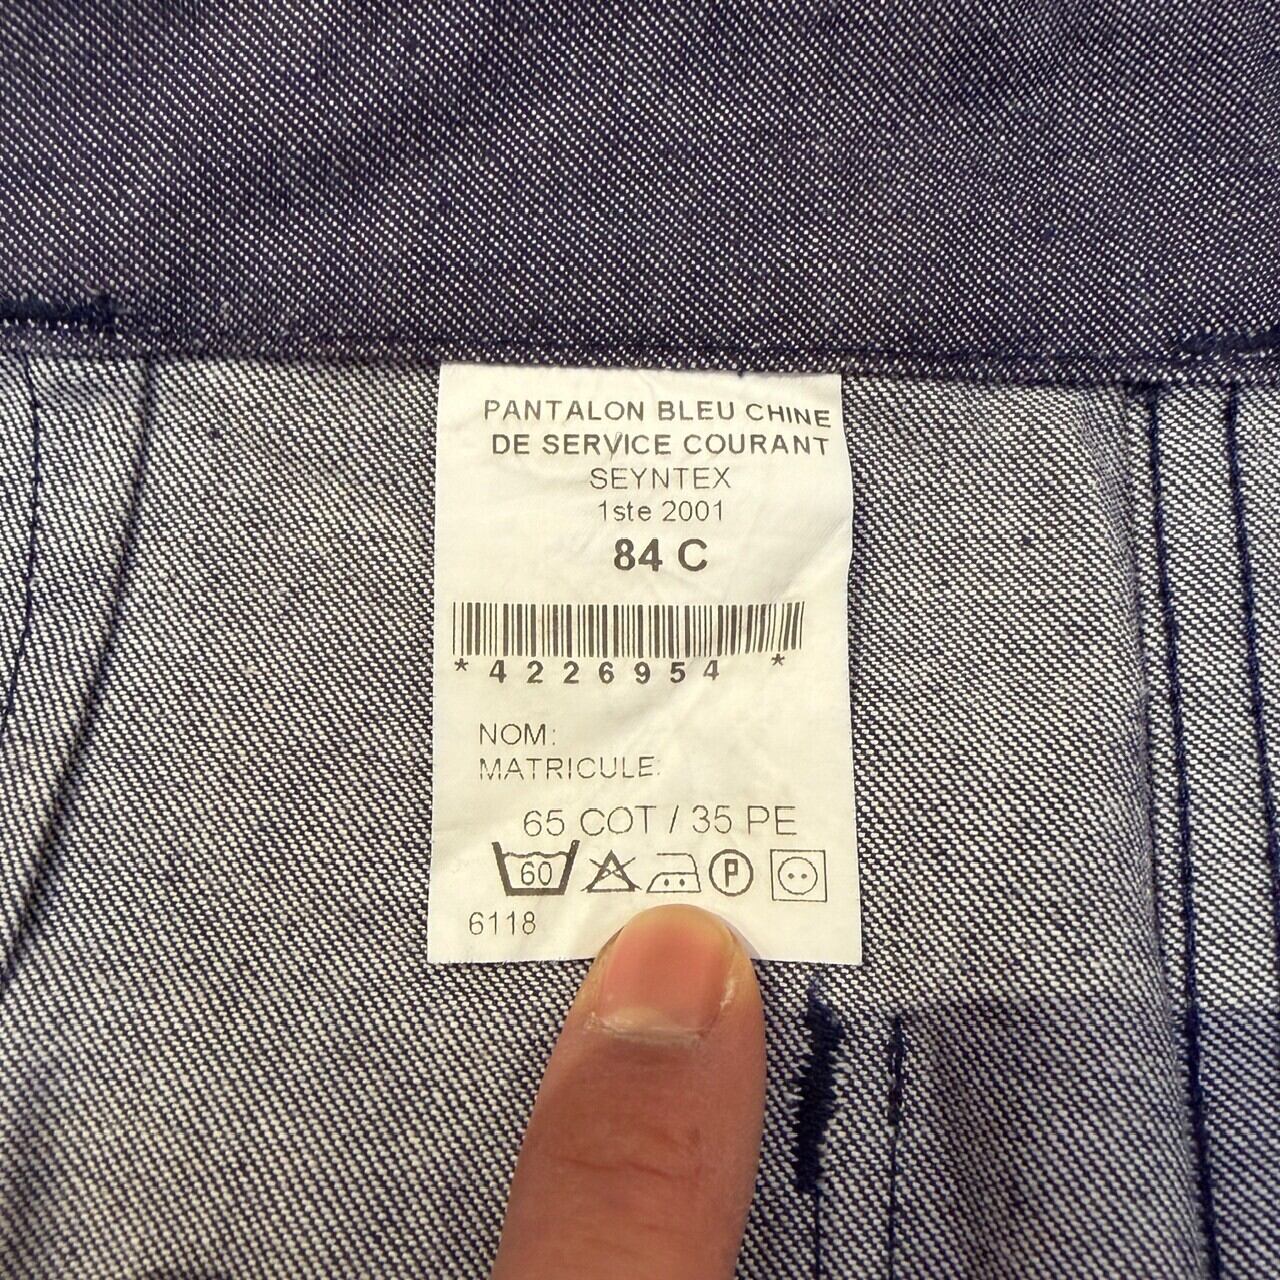 PANTALON BLEU CHINE
DE SERVICE COURANT
SEYNTEX
1ste 2001
84 C
*4226954*
NOM:
MATRICULE:
65 COT / 35 PE
60 P
6118